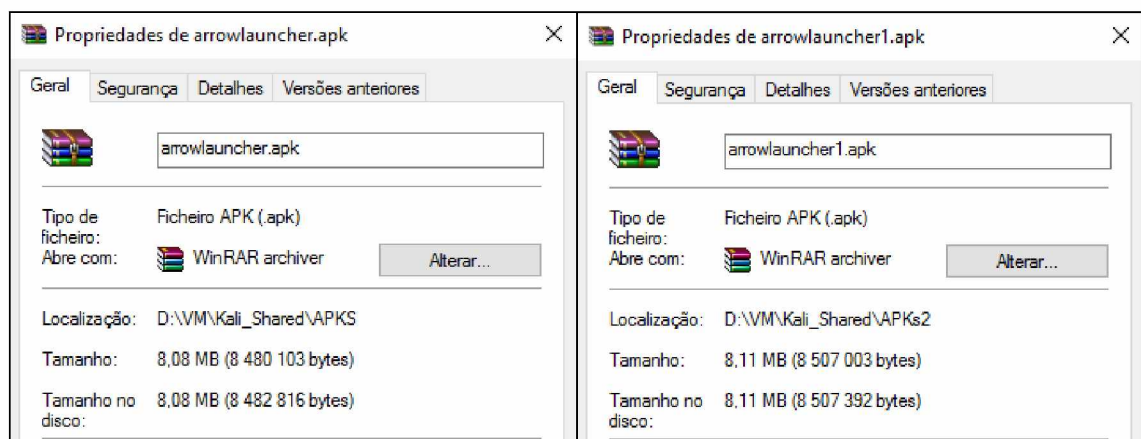 Propriedades de arrowlauncher.apk
Geral Segurança Detalhes Versões anteriores
arrowlauncher.apk
Tipo de ficheiro: Ficheiro APK (.apk)
Abre com: WinRAR archiver Alterar...
Localização: D:\VM\Kali_Shared\APKS
Tamanho: 8,08 MB (8 480 103 bytes)
Tamanho no disco: 8,08 MB (8 482 816 bytes)
Propriedades de arrowlauncher1.apk
Geral Segurança Detalhes Versões anteriores
arrowlauncher1.apk
Tipo de ficheiro: Ficheiro APK (.apk)
Abre com: WinRAR archiver Alterar...
Localização: D:\VM\Kali_Shared\APKs2
Tamanho: 8,11 MB (8 507 003 bytes)
Tamanho no disco: 8,11 MB (8 507 392 bytes)